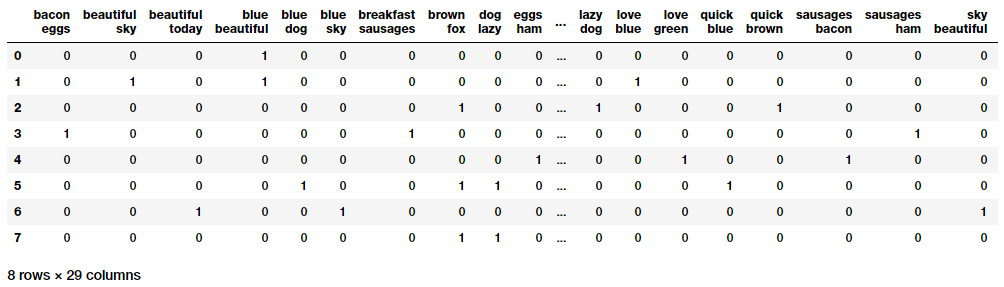 bacon beautiful beautiful blue blue blue breakfast brown dog eggs ... lazy love love quick quick sausages sausages sky
eggs sky today beautiful dog sky sausages fox lazy ham dog blue green blue brown bacon ham beautiful
0 0 0 0 1 0 0 0 0 0 0 ... 0 0 0 0 0 0 0 0
1 0 1 0 1 0 0 0 0 0 0 ... 0 1 0 0 0 0 0 0
2 0 0 0 0 0 0 0 1 0 0 ... 1 0 0 0 1 0 0 0
3 1 0 0 0 0 0 1 0 0 0 ... 0 0 0 0 0 0 1 0
4 0 0 0 0 0 0 0 0 0 1 ... 0 0 1 0 0 1 0 0
5 0 0 0 0 1 0 0 1 1 0 ... 0 0 0 1 0 0 0 0
6 0 0 1 0 0 1 0 0 0 0 ... 0 0 0 0 0 0 0 1
7 0 0 0 0 0 0 0 1 1 0 ... 0 0 0 0 0 0 0 0
8 rows × 29 columns